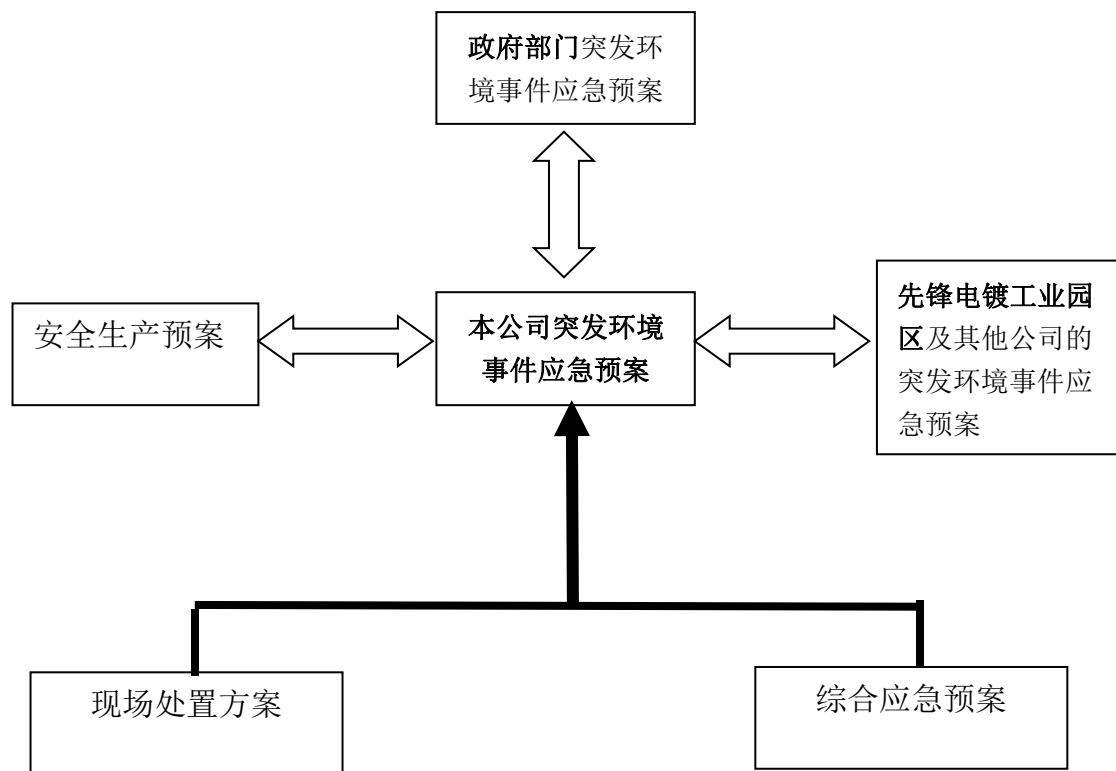 政府部门突发环
境事件应急预案
安全生产预案
本公司突发环境
事件应急预案
先锋电镀工业园
区及其他公司的
突发环境事件应
急预案
现场处置方案
综合应急预案